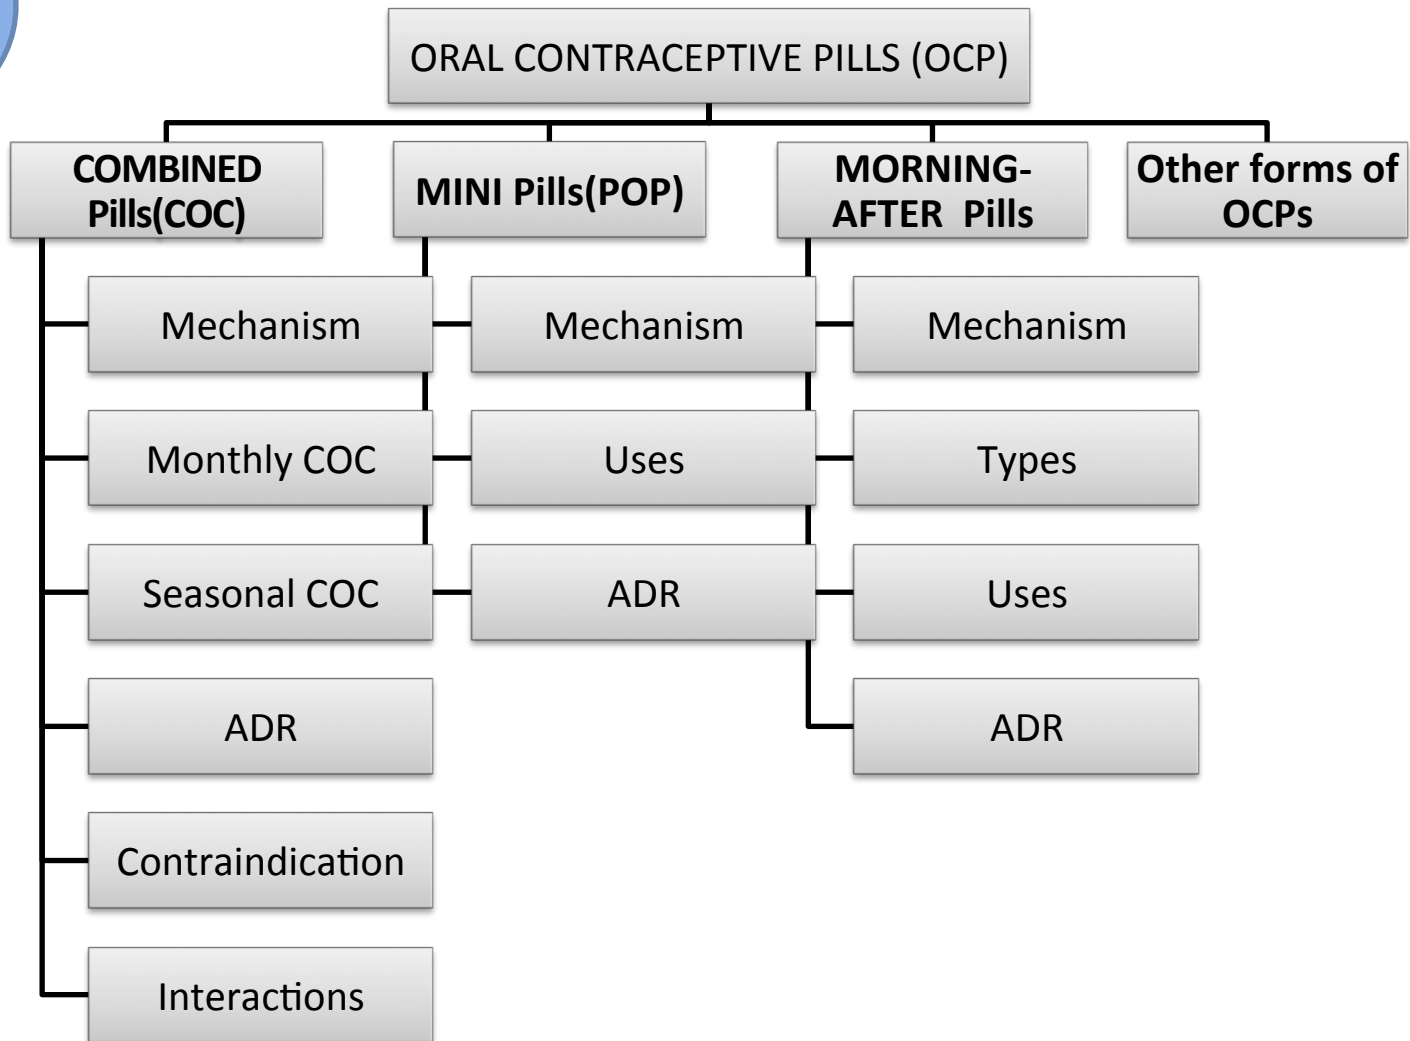 ORAL CONTRACEPTIVE PILLS (OCP)
COMBINED
Pills(COC)
Mechanism
Monthly COC
Seasonal COC
ADR
Contraindication
Interactions
MINI Pills(POP)
Mechanism
Uses
ADR
MORNING-
AFTER Pills
Mechanism
Types
Uses
ADR
Other forms of
OCPs